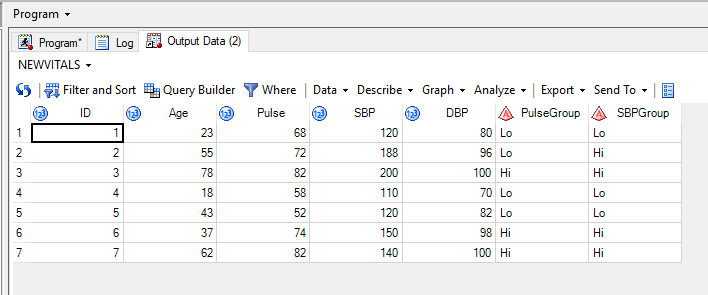 Program
Program* Log Output Data (2)
NEWVITALS
Filter and Sort Query Builder Where Data Describe Graph Analyze Export Send To
ID Age Pulse SBP DBP PulseGroup SBPGroup
1 1 23 68 120 80 Lo Lo
2 2 55 72 188 96 Lo Hi
3 3 78 82 200 100 Hi Hi
4 4 18 58 110 70 Lo Lo
5 5 43 52 120 82 Lo Lo
6 6 37 74 150 98 Hi Hi
7 7 62 82 140 100 Hi Hi